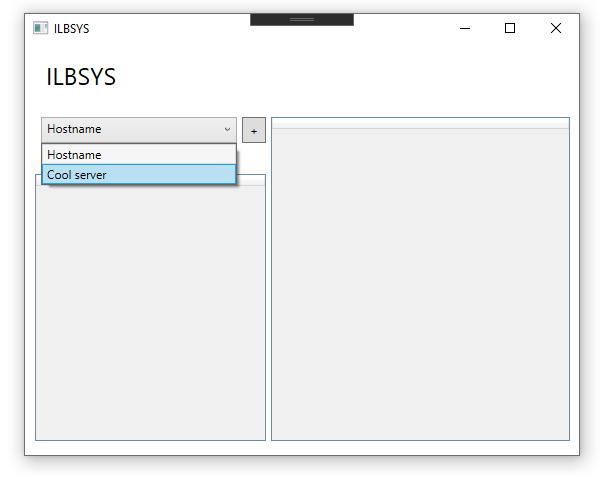 ILBSYS
ILBSYS
Hostname
+
Hostname
Cool server